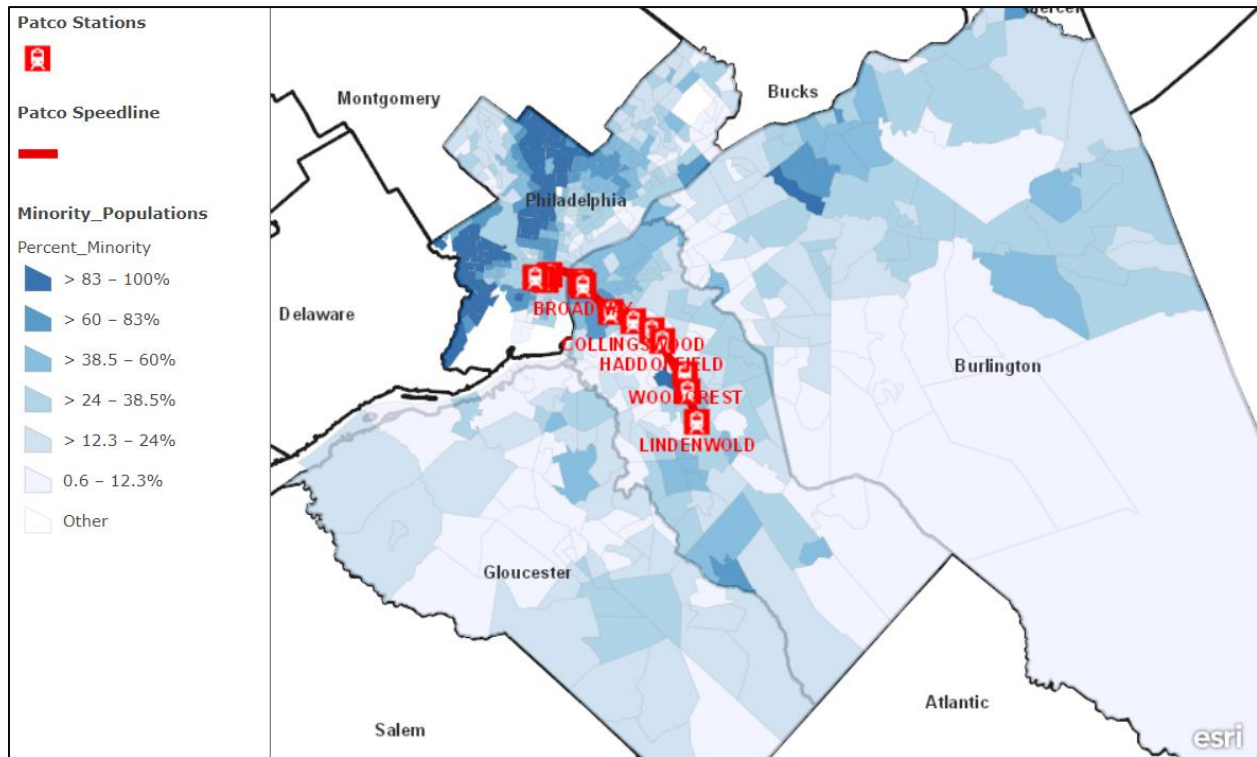 Patco Stations
Patco Speedline
Minority_Populations
Percent_Minority
> 83 – 100%
> 60 – 83%
> 38.5 – 60%
> 24 – 38.5%
> 12.3 – 24%
0.6 – 12.3%
Other
Mercer
Montgomery
Bucks
Philadelphia
Delaware
BROADWAY
COLLINGSWOOD
HADDONFIELD
WOODCREST
LINDENWOLD
Burlington
Gloucester
Salem
Atlantic
esri